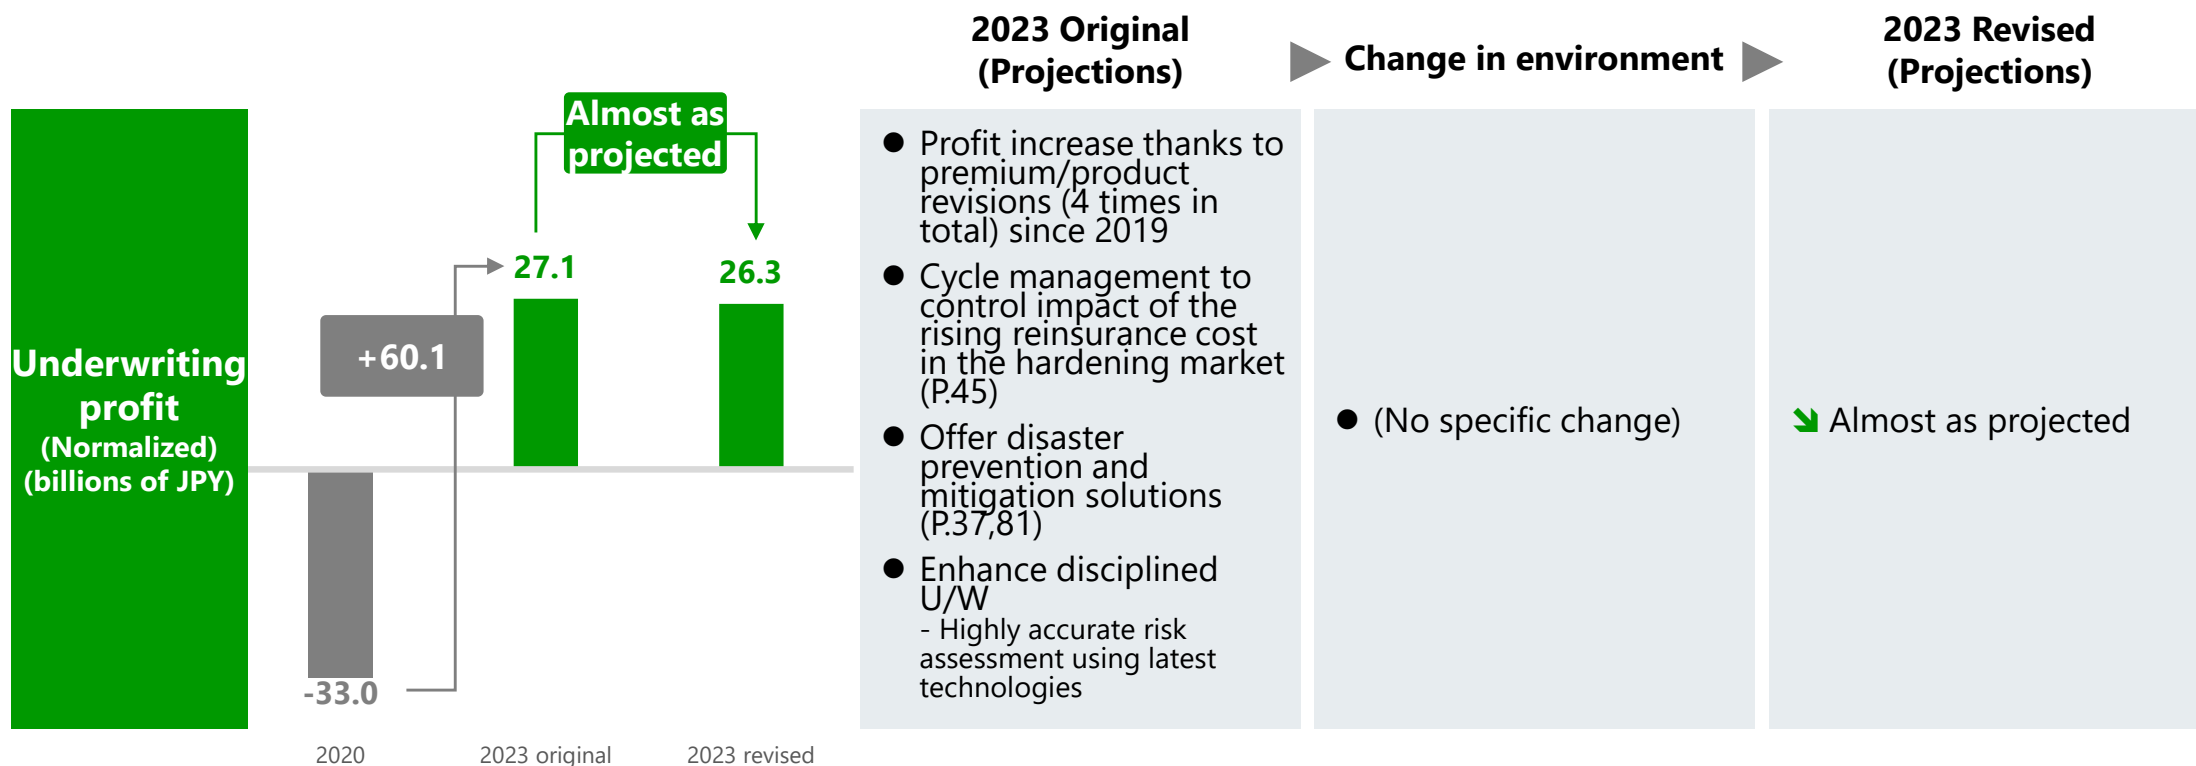 2023 Original
(Projections)
Change in environment
2023 Revised
(Projections)
Underwriting
profit
(Normalized)
(billions of JPY)
Almost as
projected
27.1
26.3
+60.1
-33.0
2020
2023 original
2023 revised
● Profit increase thanks to
premium/product
revisions (4 times in
total) since 2019
● Cycle management to
control impact of the
rising reinsurance cost
in the hardening market
(P.45)
● Offer disaster
prevention and
mitigation solutions
(P.37,81)
● Enhance disciplined
U/W
- Highly accurate risk
assessment using latest
technologies
● (No specific change)
Almost as projected